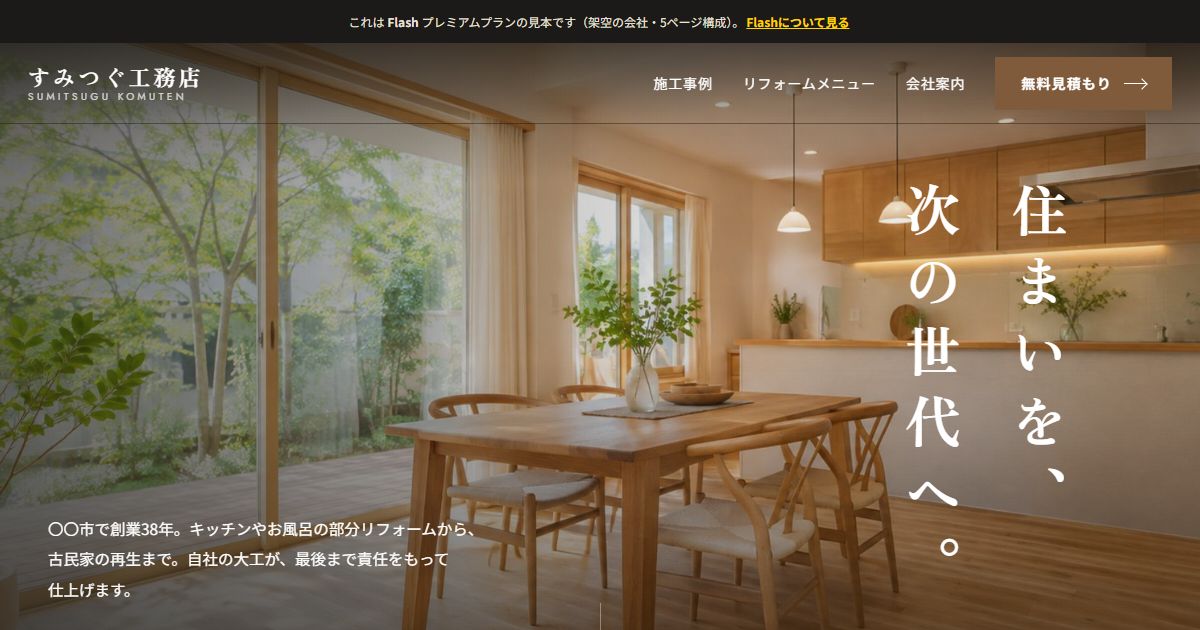 これは Flash プレミアムプランの見本です（架空の会社・5ページ構成）。 Flashについて見る
すみつぐ工務店
SUMITSUGU KOMUTEN
施工事例 リフォームメニュー 会社案内 無料見積もり
住まいを、
次の世代へ。
〇〇市で創業38年。キッチンやお風呂の部分リフォームから、
古民家の再生まで。自社の大工が、最後まで責任をもって
仕上げます。